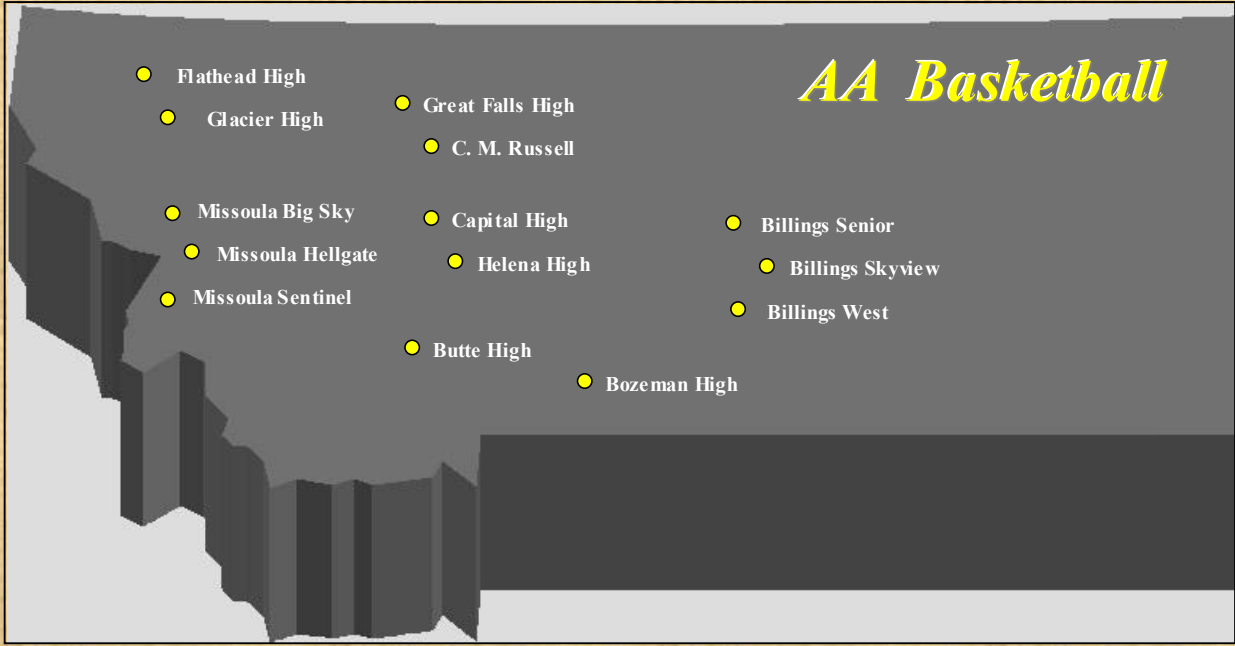 AA Basketball
Flathead High
Glacier High
Great Falls High
C. M. Russell
Missoula Big Sky
Missoula Hellgate
Missoula Sentinel
Capital High
Helena High
Billings Senior
Billings Skyview
Billings West
Butte High
Bozeman High